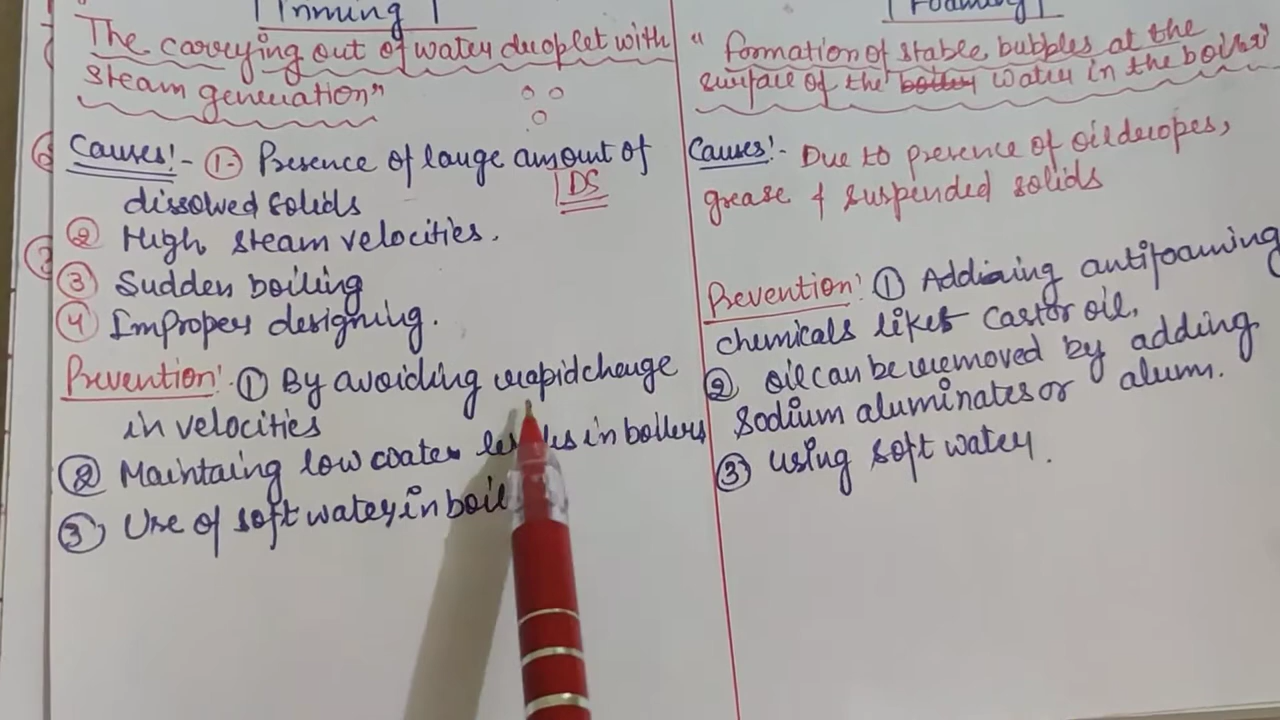 The carrying out of water droplet with
steam generation"
Causes:- ① Presence of large amount of
dissolved solids
DS
② High steam velocities.
③ Sudden boiling
④ Improper designing.
Prevention:- ① By avoiding rapid change
in velocities
② Maintaing low water in boilers
③ Use of soft water in
Foaming
" formation of stable bubbles at the
surface of the water in the boiler"
Causes:- Due to presence of oil dropes,
grease & suspended solids
Prevention: ① antifoaming
chemicals likes Castor oil.
② oil can be removed by adding
Sodium aluminates or alum.
③ using soft water.